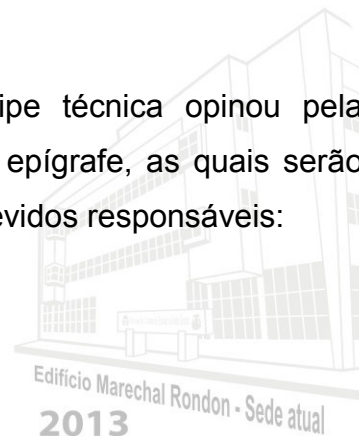 ipe técnica opinou pela
epígrafe, as quais serão
evidos responsáveis:
Edifício Marechal Rondon - Sede atual
2013